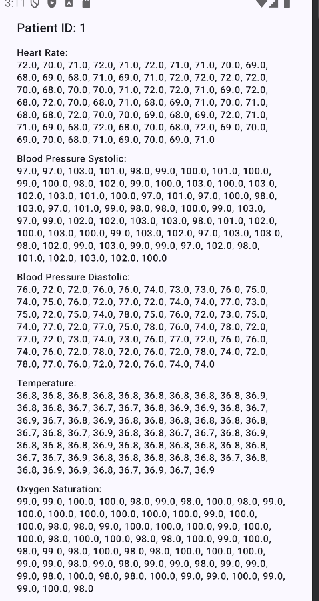 3:11
Patient ID: 1
Heart Rate:
72.0, 70.0, 71.0, 72.0, 71.0, 72.0, 71.0, 71.0, 70.0, 69.0,
68.0, 69.0, 68.0, 71.0, 69.0, 71.0, 72.0, 72.0, 72.0, 72.0,
70.0, 68.0, 70.0, 70.0, 71.0, 72.0, 72.0, 71.0, 69.0, 72.0,
68.0, 72.0, 70.0, 68.0, 71.0, 68.0, 69.0, 71.0, 70.0, 71.0,
68.0, 68.0, 72.0, 70.0, 70.0, 69.0, 68.0, 69.0, 72.0, 71.0,
71.0, 69.0, 68.0, 72.0, 68.0, 70.0, 68.0, 72.0, 69.0, 70.0,
69.0, 70.0, 68.0, 71.0, 69.0, 70.0, 69.0, 71.0
Blood Pressure Systolic:
97.0, 97.0, 103.0, 101.0, 98.0, 99.0, 100.0, 101.0, 100.0,
99.0, 100.0, 98.0, 102.0, 99.0, 100.0, 103.0, 100.0, 103.0,
102.0, 103.0, 101.0, 100.0, 97.0, 101.0, 97.0, 100.0, 98.0,
103.0, 97.0, 101.0, 99.0, 98.0, 98.0, 100.0, 99.0, 103.0,
97.0, 99.0, 102.0, 102.0, 103.0, 103.0, 98.0, 101.0, 102.0,
100.0, 103.0, 100.0, 99.0, 103.0, 102.0, 97.0, 103.0, 103.0,
98.0, 102.0, 99.0, 103.0, 99.0, 99.0, 97.0, 102.0, 98.0,
101.0, 102.0, 103.0, 102.0, 100.0
Blood Pressure Diastolic:
76.0, 72.0, 72.0, 76.0, 76.0, 74.0, 73.0, 73.0, 76.0, 75.0,
74.0, 75.0, 76.0, 72.0, 77.0, 72.0, 74.0, 74.0, 77.0, 73.0,
75.0, 72.0, 75.0, 74.0, 78.0, 75.0, 76.0, 72.0, 73.0, 75.0,
74.0, 77.0, 72.0, 77.0, 75.0, 78.0, 76.0, 74.0, 78.0, 72.0,
77.0, 72.0, 78.0, 74.0, 73.0, 76.0, 77.0, 72.0, 76.0, 76.0,
74.0, 76.0, 72.0, 78.0, 72.0, 76.0, 72.0, 78.0, 74.0, 72.0,
78.0, 77.0, 76.0, 72.0, 72.0, 76.0, 74.0, 74.0
Temperature:
36.8, 36.8, 36.8, 36.8, 36.8, 36.8, 36.8, 36.8, 36.8, 36.9,
36.8, 36.8, 36.7, 36.7, 36.7, 36.8, 36.9, 36.9, 36.8, 36.7,
36.9, 36.7, 36.8, 36.9, 36.8, 36.8, 36.8, 36.8, 36.8, 36.8,
36.7, 36.8, 36.7, 36.9, 36.8, 36.8, 36.7, 36.7, 36.8, 36.9,
36.8, 36.8, 36.8, 36.9, 36.8, 36.8, 36.8, 36.8, 36.8, 36.8,
36.7, 36.7, 36.9, 36.8, 36.8, 36.8, 36.8, 36.8, 36.7, 36.8,
36.8, 36.9, 36.9, 36.8, 36.7, 36.9, 36.7, 36.9
Oxygen Saturation:
99.0, 99.0, 100.0, 100.0, 98.0, 99.0, 98.0, 100.0, 98.0, 99.0,
100.0, 100.0, 100.0, 100.0, 100.0, 100.0, 99.0, 100.0,
100.0, 98.0, 98.0, 99.0, 100.0, 100.0, 100.0, 99.0, 100.0,
100.0, 98.0, 100.0, 100.0, 98.0, 98.0, 100.0, 99.0, 100.0,
98.0, 99.0, 98.0, 100.0, 98.0, 98.0, 100.0, 100.0, 100.0,
99.0, 99.0, 98.0, 99.0, 98.0, 99.0, 99.0, 98.0, 99.0, 99.0,
99.0, 98.0, 100.0, 98.0, 98.0, 100.0, 99.0, 99.0, 100.0, 99.0,
99.0, 100.0, 98.0